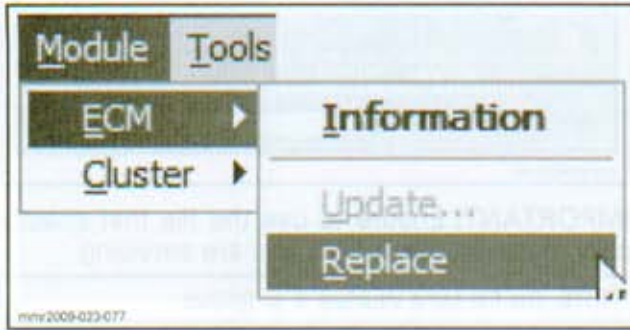 Module Tools
ECM Information
Cluster
Update...
Replace
mmr2009-023-077